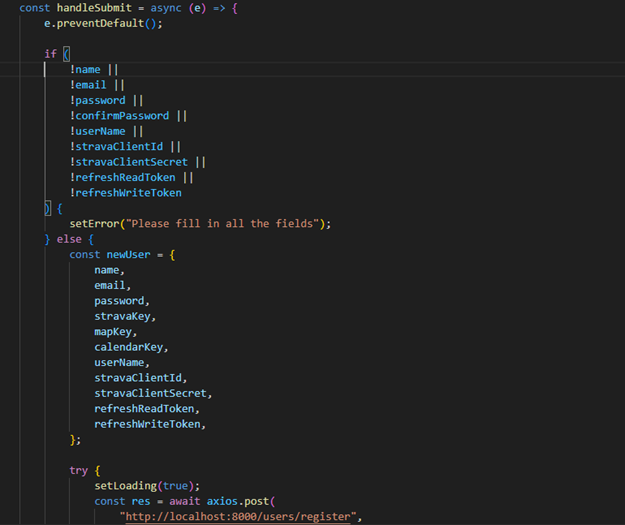 const handleSubmit = async (e) => {
e.preventDefault();
if (
!name ||
!email ||
!password ||
!confirmPassword ||
!userName ||
!stravaClientId ||
!stravaClientSecret ||
!refreshReadToken ||
!refreshWriteToken
) {
setError("Please fill in all the fields");
} else {
const newUser = {
name,
email,
password,
stravaKey,
mapKey,
calendarKey,
userName,
stravaClientId,
stravaClientSecret,
refreshReadToken,
refreshWriteToken,
};
try {
setLoading(true);
const res = await axios.post(
"http://localhost:8000/users/register",